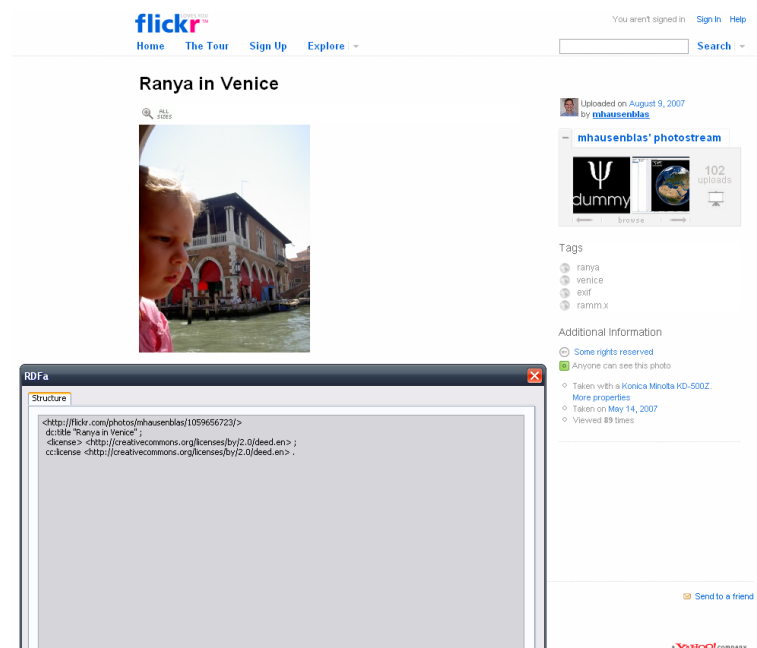 flickr LOVES YOU ™
You aren't signed in Sign In Help
Home The Tour Sign Up Explore
Search
Ranya in Venice
ALL
SIZES
Uploaded on August 9, 2007
by mhausenblas
mhausenblas' photostream
ψ
dummy
102
uploads
browse
Tags
ranya
venice
exif
ramm.x
Additional Information
Some rights reserved
Anyone can see this photo
Taken with a Konica Minolta KD-500Z.
More properties
Taken on May 14, 2007
Viewed 89 times
RDFa
Structure
<http://flickr.com/photos/mhausenblas/1059656723/>
dc:title "Ranya in Venice" ;
<license> <http://creativecommons.org/licenses/by/2.0/deed.en> ;
cc:license <http://creativecommons.org/licenses/by/2.0/deed.en> .
Send to a friend
a YAHOO! company